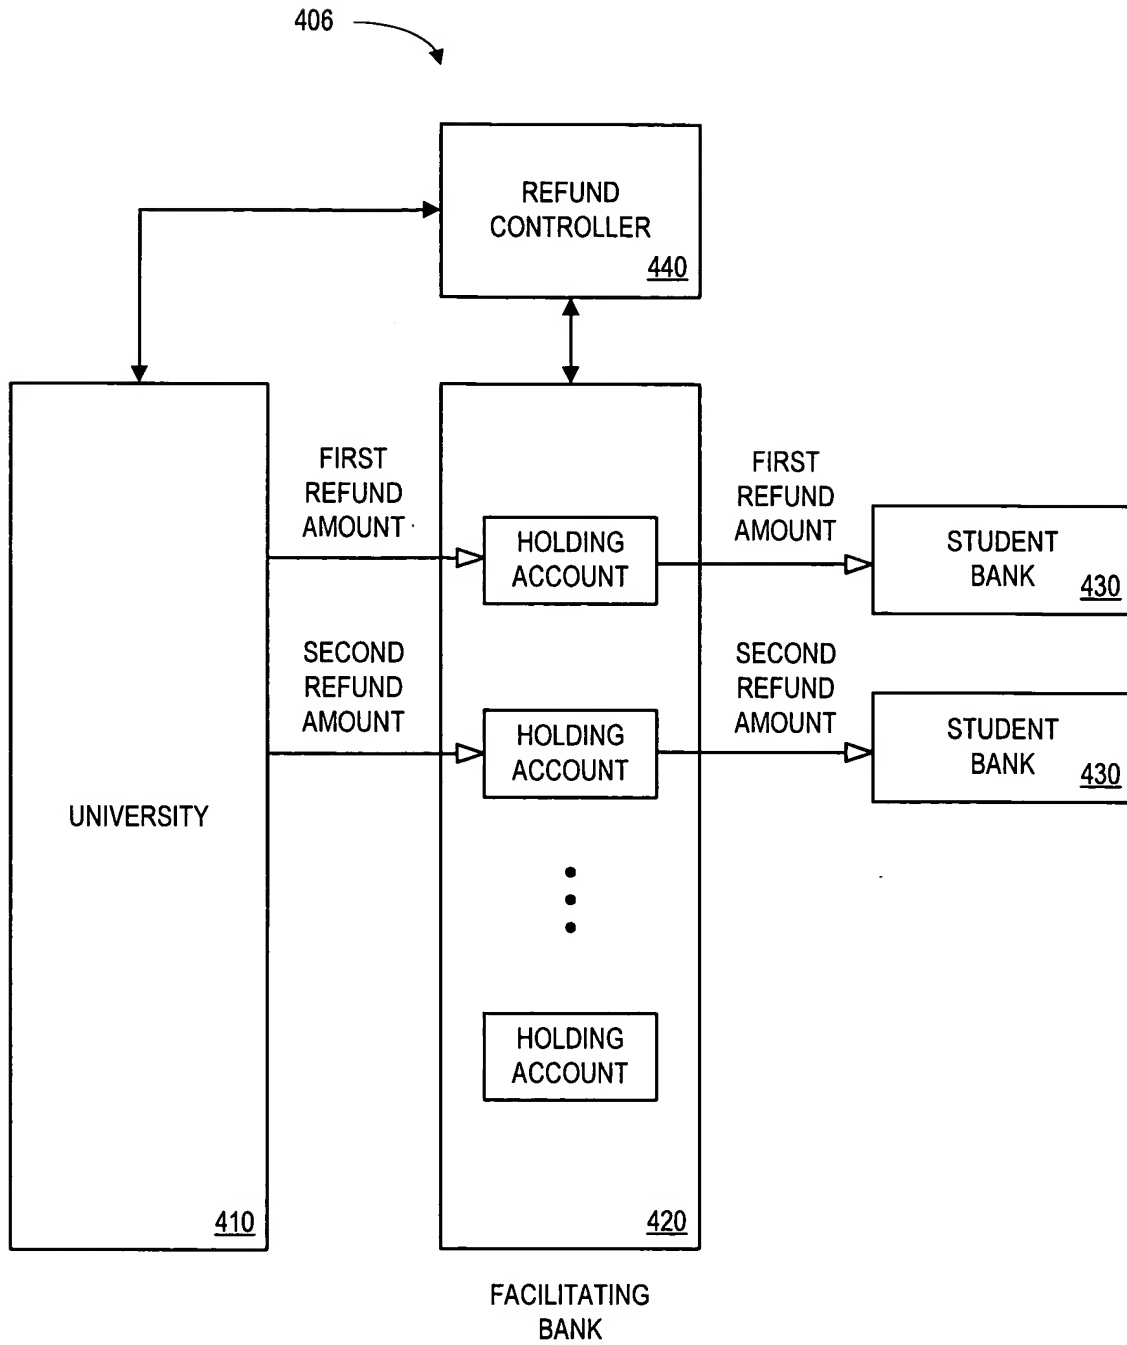 406
REFUND
CONTROLLER
440
FIRST
REFUND
AMOUNT
FIRST
REFUND
AMOUNT
HOLDING
ACCOUNT
STUDENT
BANK
430
SECOND
REFUND
AMOUNT
SECOND
REFUND
AMOUNT
HOLDING
ACCOUNT
STUDENT
BANK
430
UNIVERSITY
HOLDING
ACCOUNT
410
420
FACILITATING
BANK